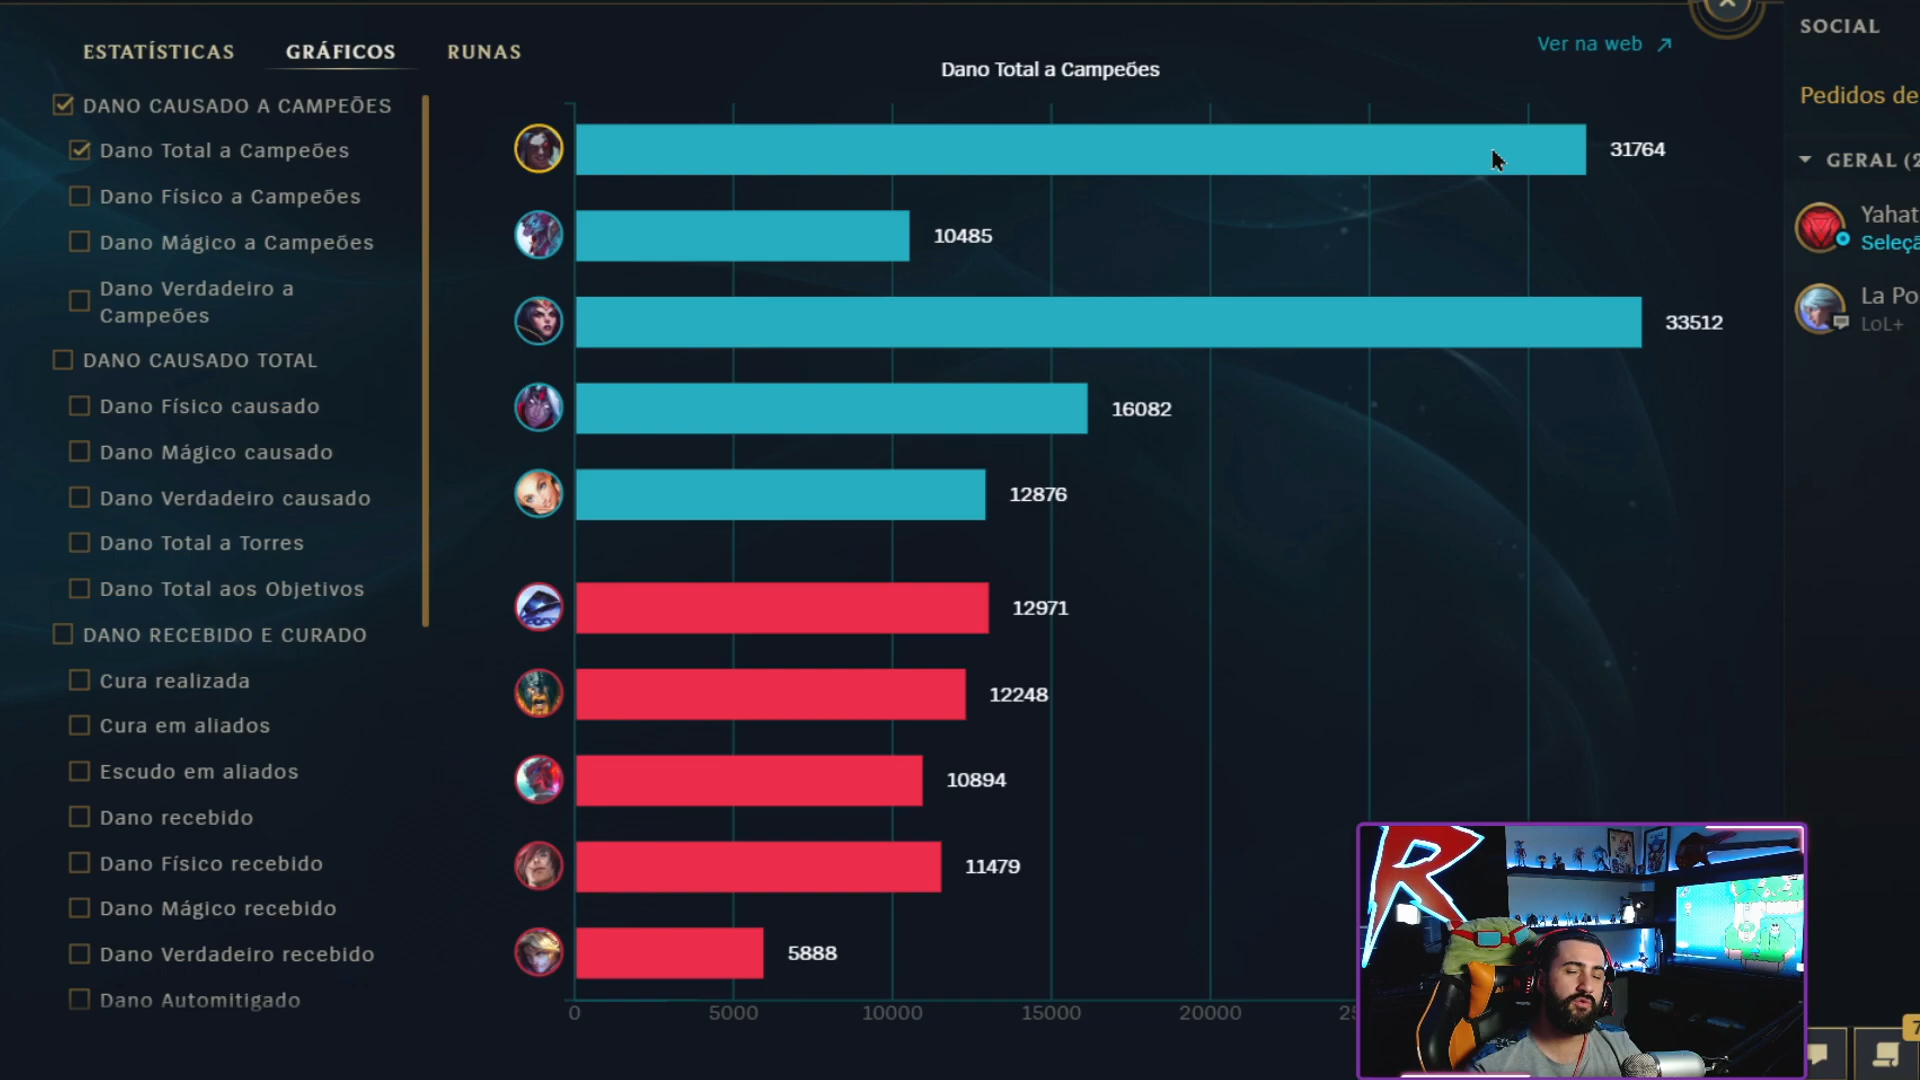 ESTATÍSTICAS
GRÁFICOS
RUNAS
DANO CAUSADO A CAMPEÕES
Dano Total a Campeões
Dano Físico a Campeões
Dano Mágico a Campeões
Dano Verdadeiro a
Campeões
DANO CAUSADO TOTAL
Dano Físico causado
Dano Mágico causado
Dano Verdadeiro causado
Dano Total a Torres
Dano Total aos Objetivos
DANO RECEBIDO E CURADO
Cura realizada
Cura em aliados
Escudo em aliados
Dano recebido
Dano Físico recebido
Dano Mágico recebido
Dano Verdadeiro recebido
Dano Automitigado
Ver na web
Dano Total a Campeões
31764
10485
33512
16082
12876
12971
12248
10894
11479
5888
0
5000
10000
15000
20000
SOCIAL
Pedidos de
GERAL (2
Yahat
Seleçã
La Po
LoL+
R
7